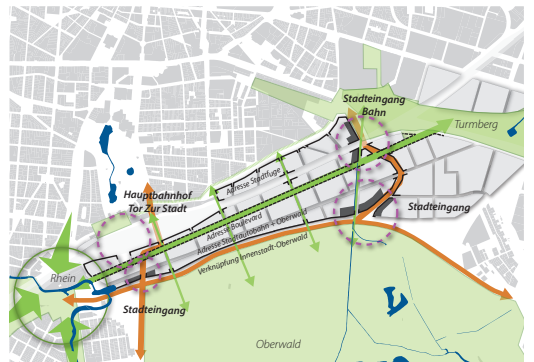 Stadteingang
Bahn
Turmberg
Adresse Stadtfuge
Hauptbahnhof
Tor Zur Stadt
Adresse Boulevard
Stadteingang
Adresse Stadtautobahn + Oberwald
Verknüpfung Innenstadt-Oberwald
Rhein
Stadteingang
Oberwald